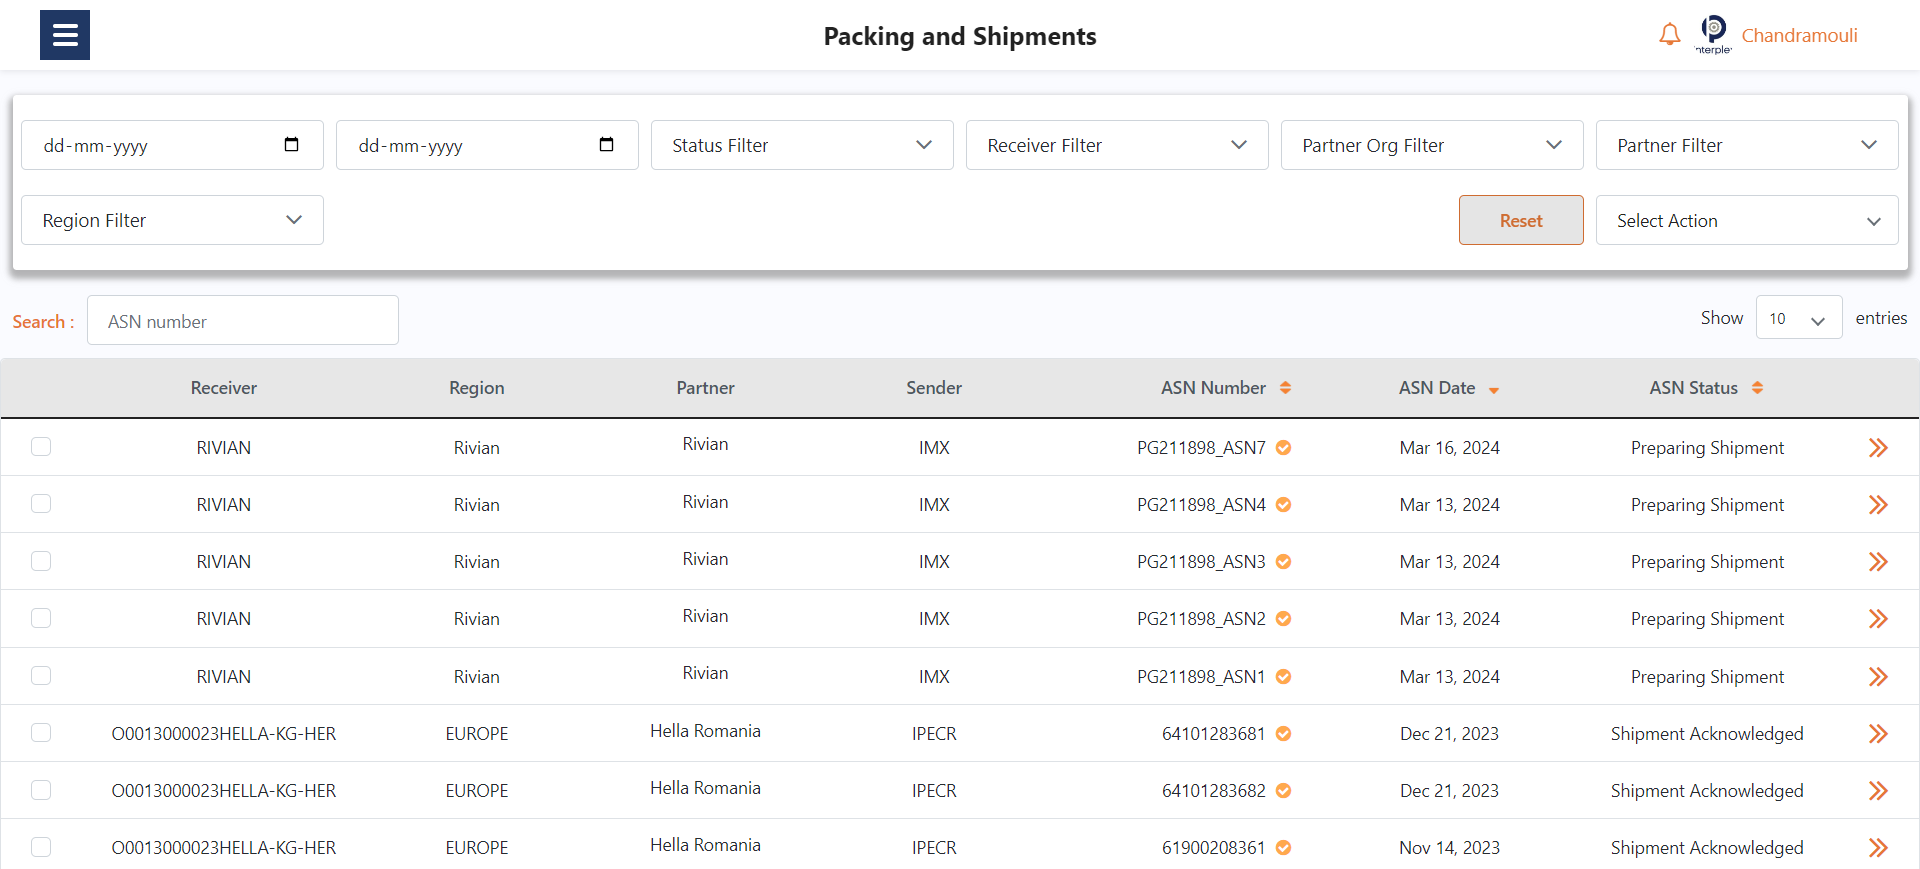 Packing and Shipments
nterple
Chandramouli
dd-mm-yyyy dd-mm-yyyy Status Filter Receiver Filter Partner Org Filter Partner Filter
Region Filter Reset Select Action
Search : ASN number Show 10 entries
Receiver Region Partner Sender ASN Number ASN Date ASN Status
RIVIAN Rivian Rivian IMX PG211898_ASN7 Mar 16, 2024 Preparing Shipment
RIVIAN Rivian Rivian IMX PG211898_ASN4 Mar 13, 2024 Preparing Shipment
RIVIAN Rivian Rivian IMX PG211898_ASN3 Mar 13, 2024 Preparing Shipment
RIVIAN Rivian Rivian IMX PG211898_ASN2 Mar 13, 2024 Preparing Shipment
RIVIAN Rivian Rivian IMX PG211898_ASN1 Mar 13, 2024 Preparing Shipment
O0013000023HELLA-KG-HER EUROPE Hella Romania IPECR 64101283681 Dec 21, 2023 Shipment Acknowledged
O0013000023HELLA-KG-HER EUROPE Hella Romania IPECR 64101283682 Dec 21, 2023 Shipment Acknowledged
O0013000023HELLA-KG-HER EUROPE Hella Romania IPECR 61900208361 Nov 14, 2023 Shipment Acknowledged